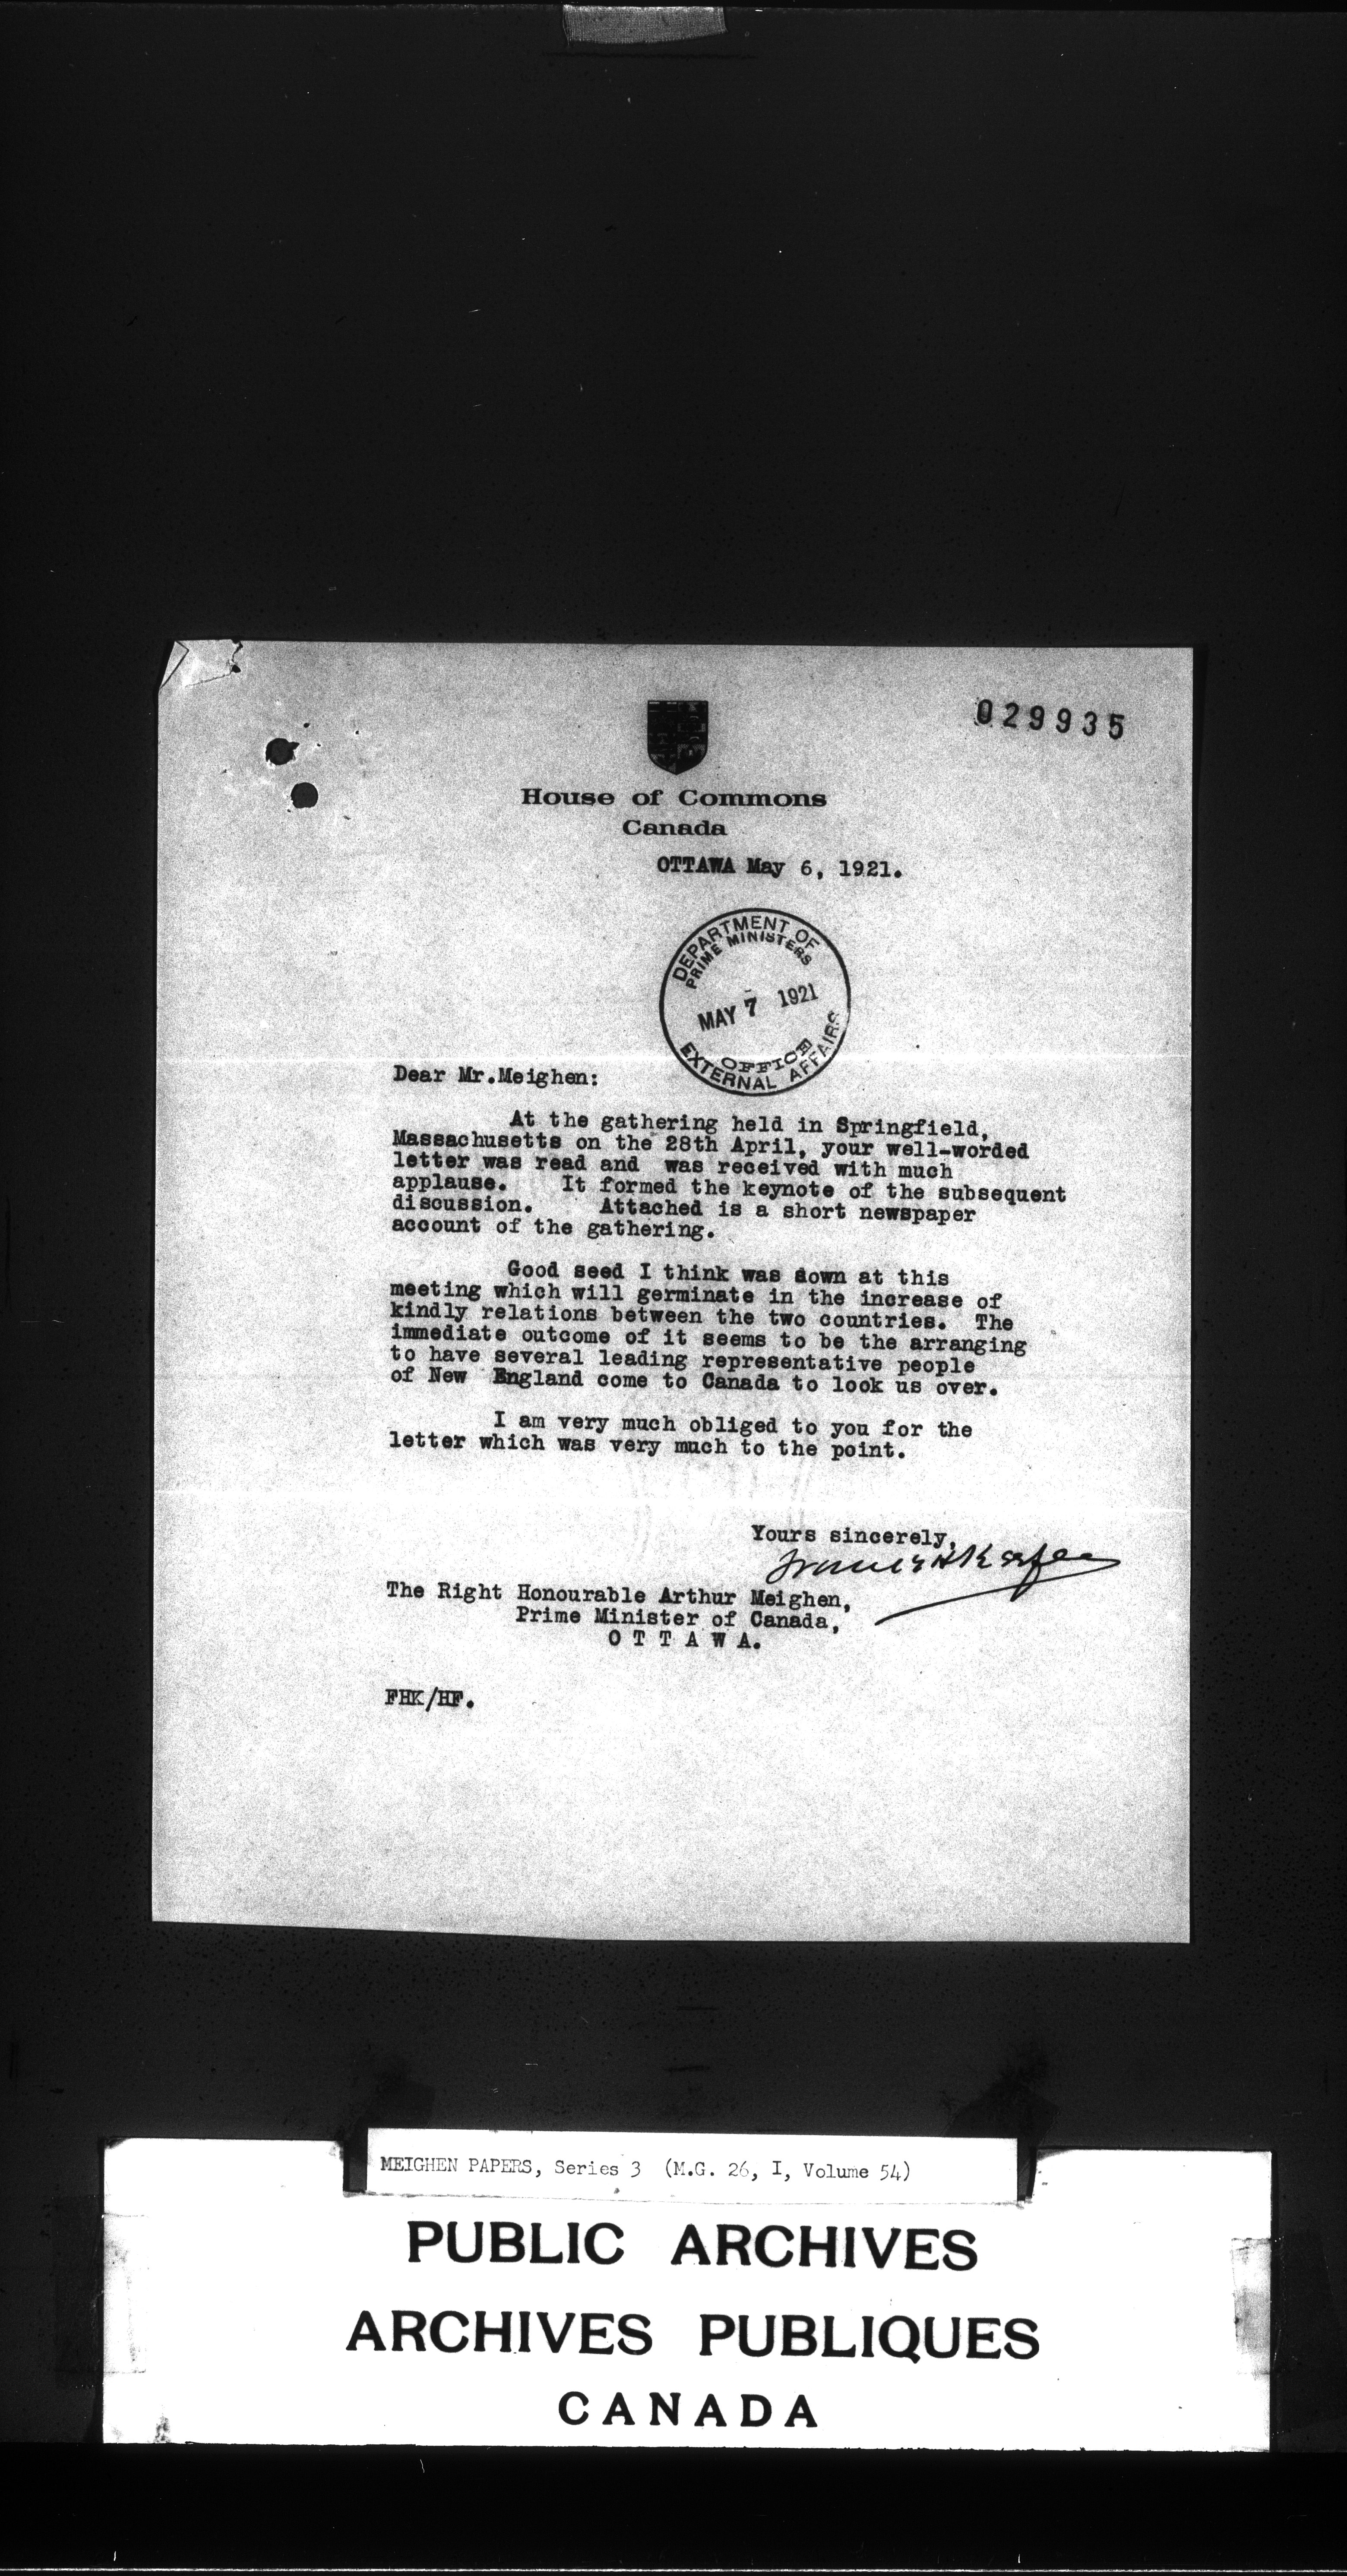 029935
House of Commons
Canada
OTTAWA May 6, 1921.
DEPARTMENT OF
PRIME MINISTERS
MAY 7 1921
OFFICE
EXTERNAL AFFAIRS
Dear Mr.Meighen:
At the gathering held in Springfield,
Massachusetts on the 28th April, your well-worded
letter was read and was received with much
applause. It formed the keynote of the subsequent
discussion. Attached is a short newspaper
account of the gathering.
Good seed I think was sown at this
meeting which will germinate in the increase of
kindly relations between the two countries. The
immediate outcome of it seems to be the arranging
to have several leading representative people
of New England come to Canada to look us over.
I am very much obliged to you for the
letter which was very much to the point.
Yours sincerely,
The Right Honourable Arthur Meighen,
Prime Minister of Canada,
O T T A W A.
FHK/HF.
MEIGHEN PAPERS, Series 3 (M.G. 26, I, Volume 54)
PUBLIC ARCHIVES
ARCHIVES PUBLIQUES
CANADA